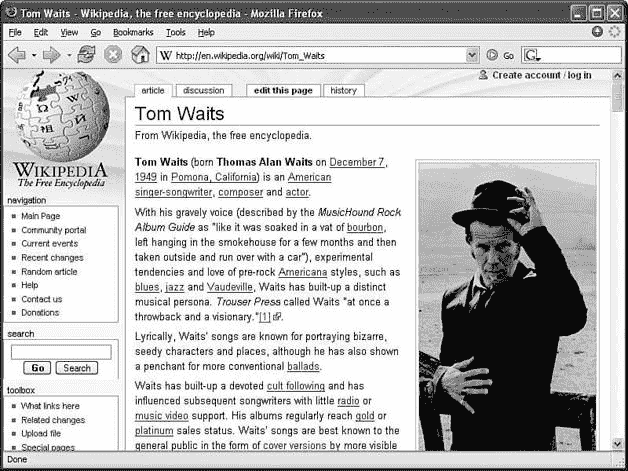 Tom Waits - Wikipedia, the free encyclopedia - Mozilla Firefox
File Edit View Go Bookmarks Tools Help
W http://en.wikipedia.org/wiki/Tom_Waits Go G
Create account / log in
article discussion edit this page history
WIKIPEDIA
The Free Encyclopedia
navigation
Main Page
Community portal
Current events
Recent changes
Random article
Help
Contact us
Donations
search
Go Search
toolbox
What links here
Related changes
Upload file
Special pages
Tom Waits
From Wikipedia, the free encyclopedia.
Tom Waits (born Thomas Alan Waits on December 7,
1949 in Pomona, California) is an American
singer-songwriter, composer and actor.
With his gravely voice (described by the MusicHound Rock
Album Guide as "like it was soaked in a vat of bourbon,
left hanging in the smokehouse for a few months and then
taken outside and run over with a car"), experimental
tendencies and love of pre-rock Americana styles, such as
blues, jazz and Vaudeville, Waits has built-up a distinct
musical persona. Trouser Press called Waits "at once a
throwback and a visionary."[1]
Lyrically, Waits' songs are known for portraying bizarre,
seedy characters and places, although he has also shown
a penchant for more conventional ballads.
Waits has built-up a devoted cult following and has
influenced subsequent songwriters with little radio or
music video support. His albums regularly reach gold or
platinum sales status. Waits' songs are best known to the
general public in the form of cover versions by more visible
Done